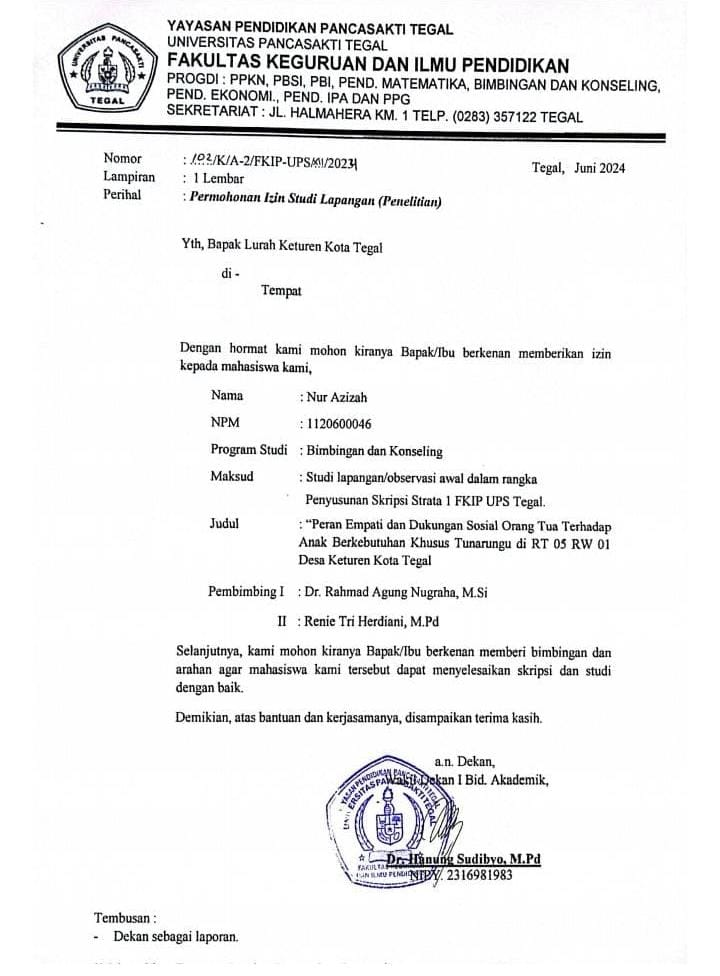 YAYASAN PENDIDIKAN PANCASAKTI TEGAL
UNIVERSITAS PANCASAKTI TEGAL
FAKULTAS KEGURUAN DAN ILMU PENDIDIKAN
PROGDI : PPKN, PBSI, PBI, PEND. MATEMATIKA, BIMBINGAN DAN KONSELING,
PEND. EKONOMI., PEND. IPA DAN PPG
SEKRETARIAT : JL. HALMAHERA KM. 1 TELP. (0283) 357122 TEGAL
UNIVERSITAS PANCASAKTI
TEGAL
Nomor : /K/A-2/FKIP-UPS/
Tegal, Juni 2024
Lampiran : 1 Lembar
Perihal : Permohonan Izin Studi Lapangan (Penelitian)
Yth, Bapak Lurah Keturen Kota Tegal
di -
Tempat
Dengan hormat kami mohon kiranya Bapak/Ibu berkenan memberikan izin
kepada mahasiswa kami,
Nama : Nur Azizah
NPM : 1120600046
Program Studi : Bimbingan dan Konseling
Maksud : Studi lapangan/observasi awal dalam rangka
Penyusunan Skripsi Strata 1 FKIP UPS Tegal.
Judul : “Peran Empati dan Dukungan Sosial Orang Tua Terhadap
Anak Berkebutuhan Khusus Tunarungu di RT 05 RW 01
Desa Keturen Kota Tegal
Pembimbing I : Dr. Rahmad Agung Nugraha, M.Si
II : Renie Tri Herdiani, M.Pd
Selanjutnya, kami mohon kiranya Bapak/Ibu berkenan memberi bimbingan dan
arahan agar mahasiswa kami tersebut dapat menyelesaikan skripsi dan studi
dengan baik.
Demikian, atas bantuan dan kerjasamanya, disampaikan terima kasih.
a.n. Dekan,
Wakil Dekan I Bid. Akademik,
Dr. Hanung Sudibyo, M.Pd
NIPY. 2316981983
Tembusan :
- Dekan sebagai laporan.